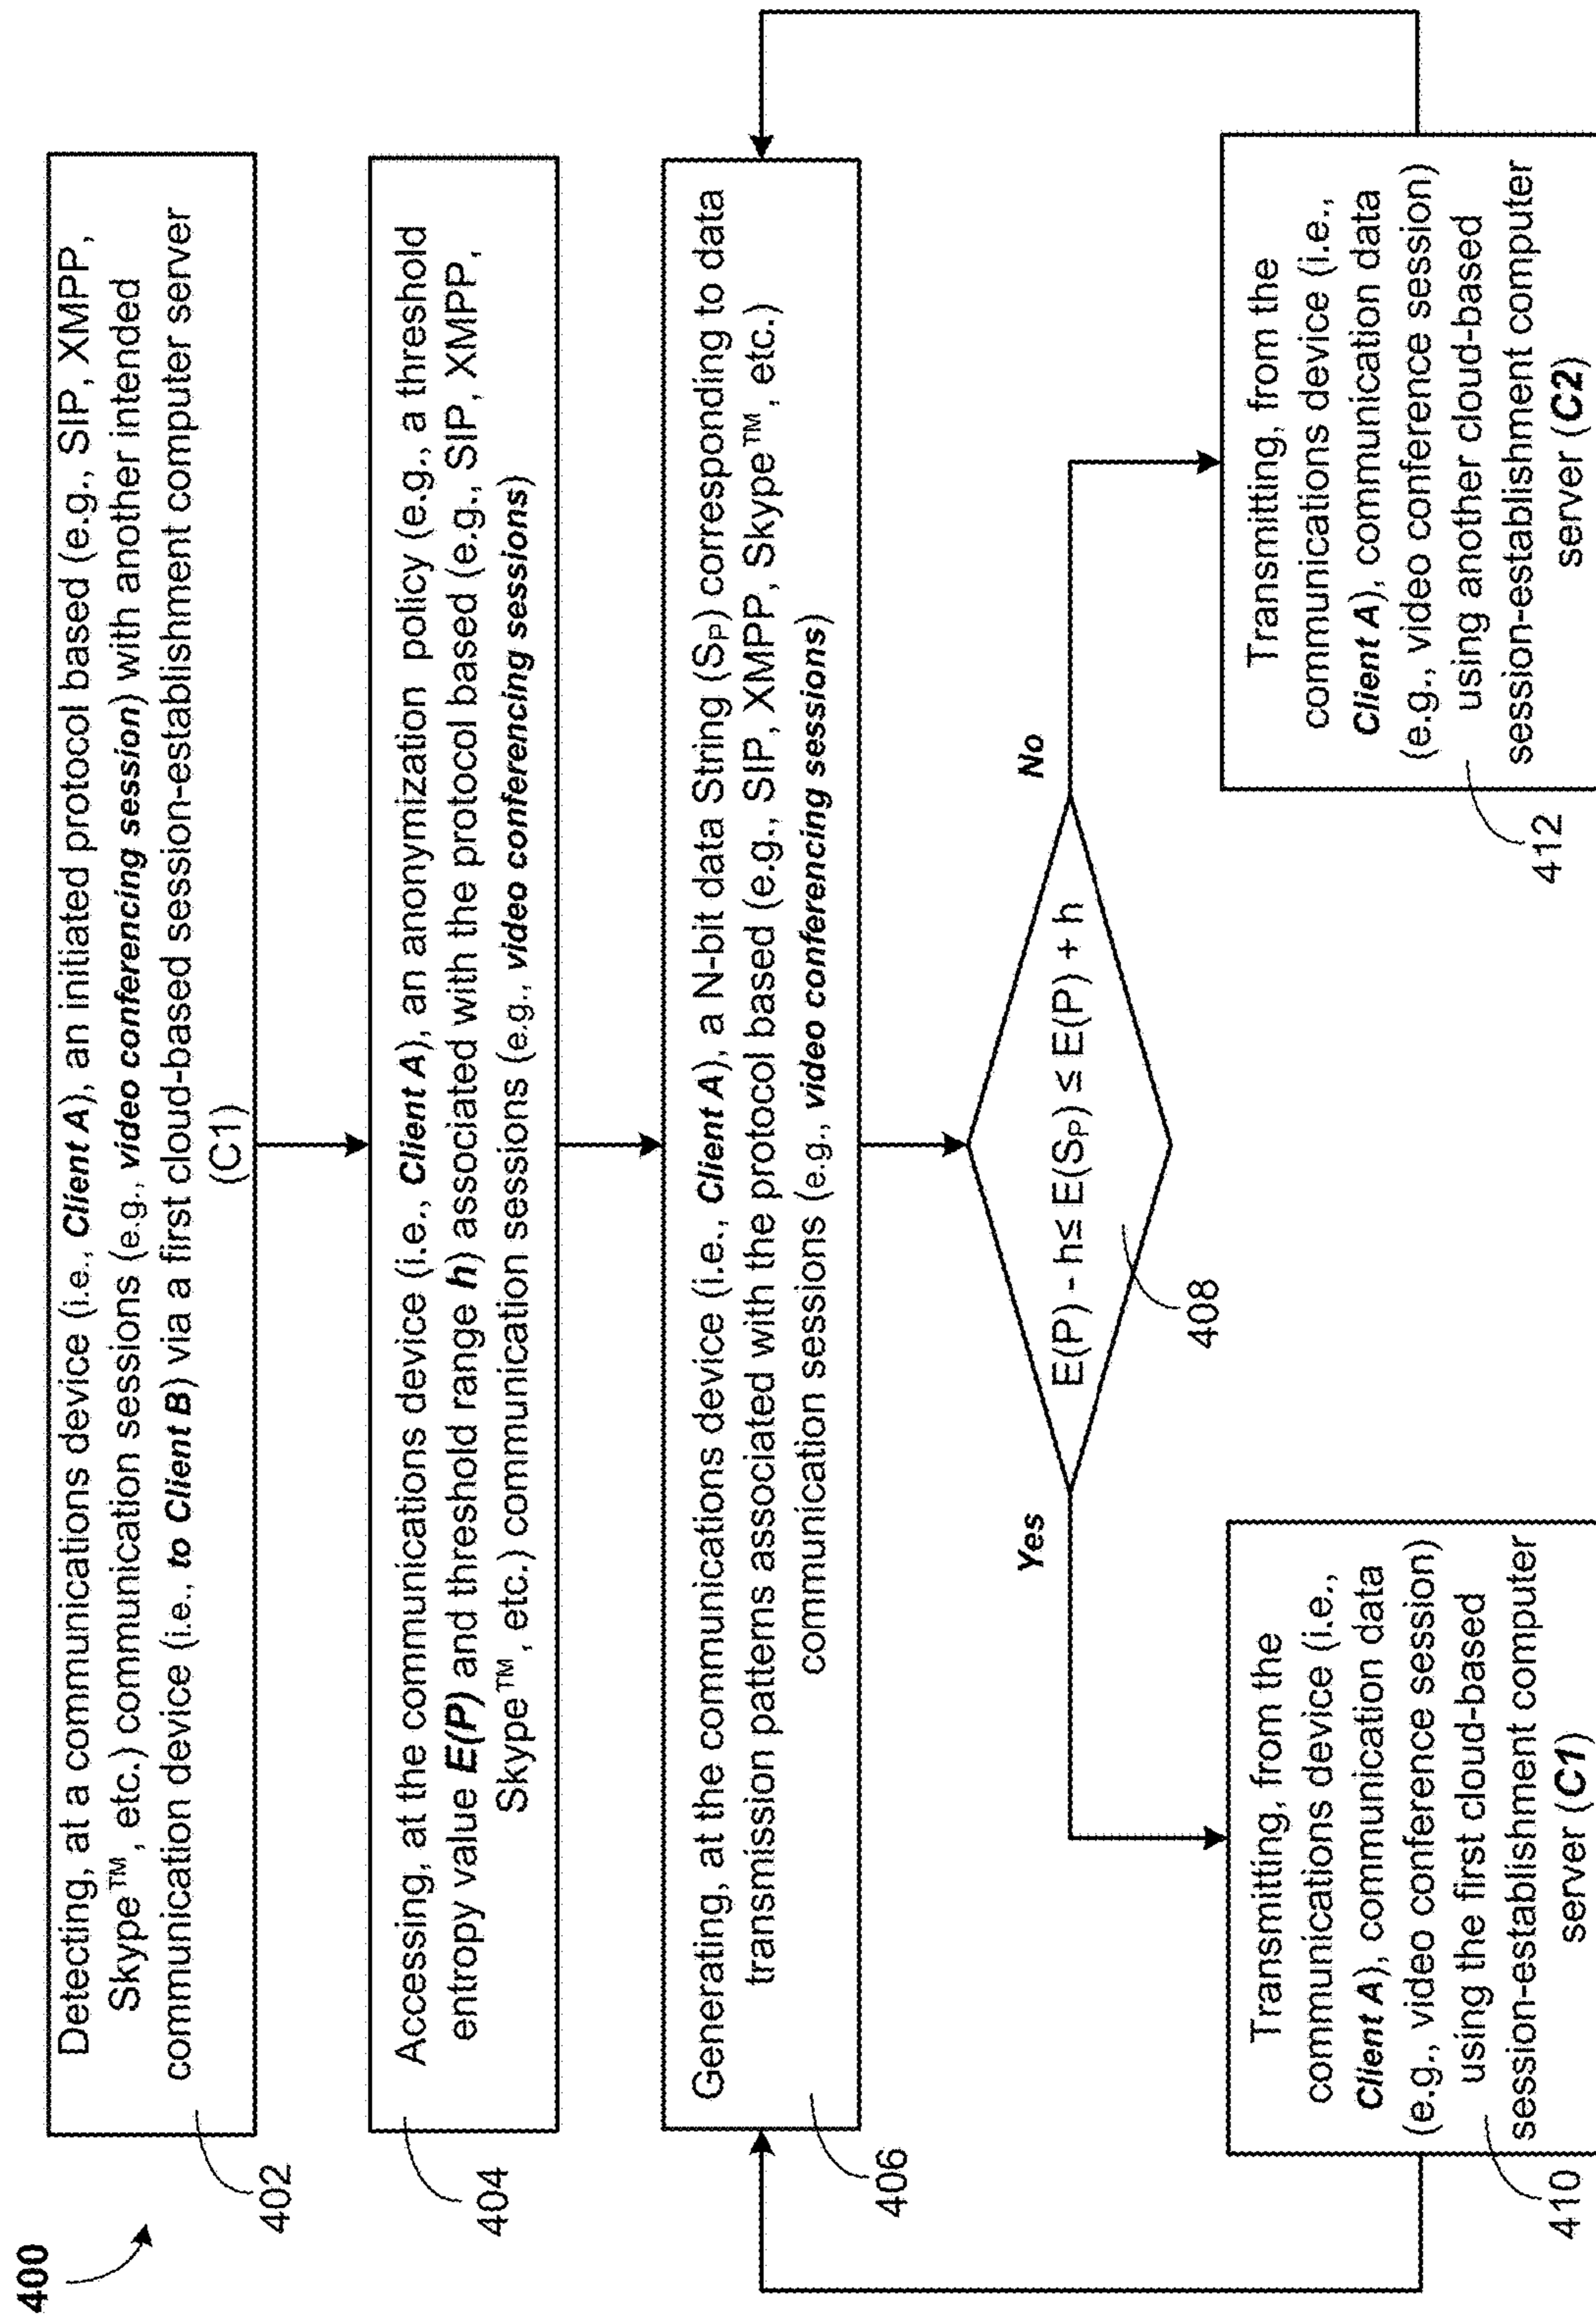 400
Detecting, at a communications device (i.e., Client A), an initiated protocol based (e.g., SIP, XMPP,
Skype™, etc.) communication sessions (e.g., video conferencing session) with another intended
communication device (i.e., to Client B) via a first cloud-based session-establishment computer server
(C1)
402
Accessing, at the communications device (i.e., Client A), an anonymization policy (e.g., a threshold
entropy value E(P) and threshold range h) associated with the protocol based (e.g., SIP, XMPP,
Skype™, etc.) communication sessions (e.g., video conferencing sessions)
404
Generating, at the communications device (i.e., Client A), a N-bit data String (SP) corresponding to data
transmission patterns associated with the protocol based (e.g., SIP, XMPP, Skype™, etc.)
communication sessions (e.g., video conferencing sessions)
406
E(P) - h≤ E(SP) ≤ E(P) + h
408
Yes
No
Transmitting, from the
communications device (i.e.,
Client A), communication data
(e.g., video conference session)
using the first cloud-based
session-establishment computer
server (C1)
410
Transmitting, from the
communications device (i.e.,
Client A), communication data
(e.g., video conference session)
using another cloud-based
session-establishment computer
server (C2)
412